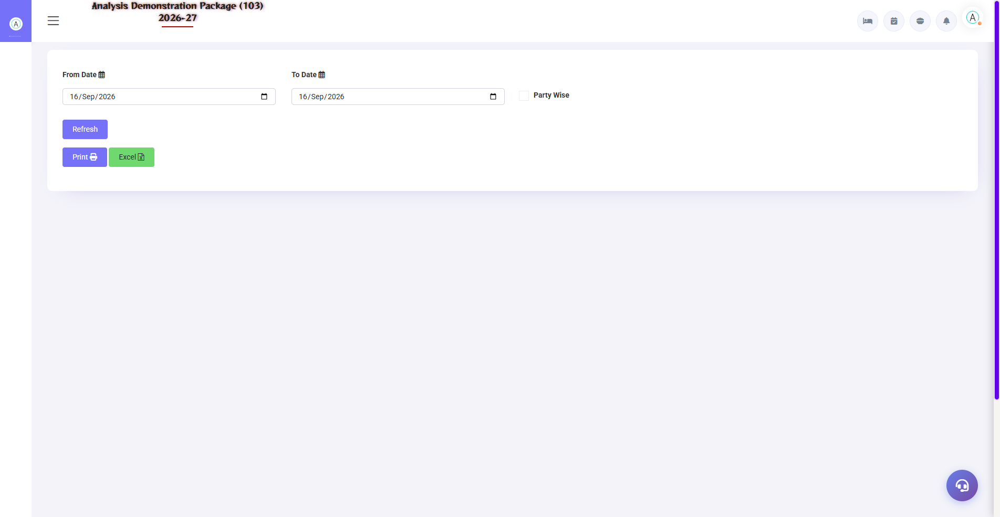 Analysis Demonstration Package (103)
2026-27
A
A
From Date
To Date
16/Sep/2026
16/Sep/2026
Party Wise
Refresh
Print
Excel